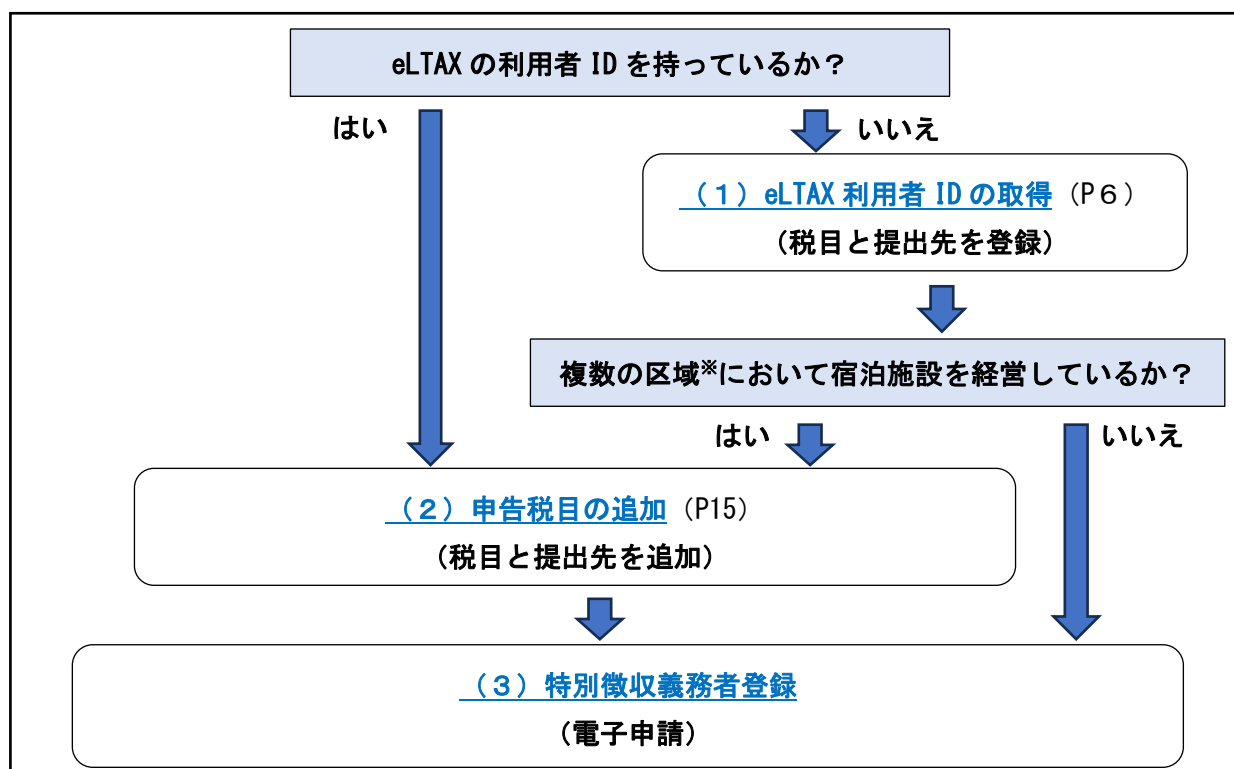 eLTAX の利用者 ID を持っているか？
はい
いいえ
（１）eLTAX 利用者 ID の取得（P６）
（税目と提出先を登録）
複数の区域※において宿泊施設を経営しているか？
はい
いいえ
（２）申告税目の追加（P15）
（税目と提出先を追加）
（３）特別徴収義務者登録
（電子申請）